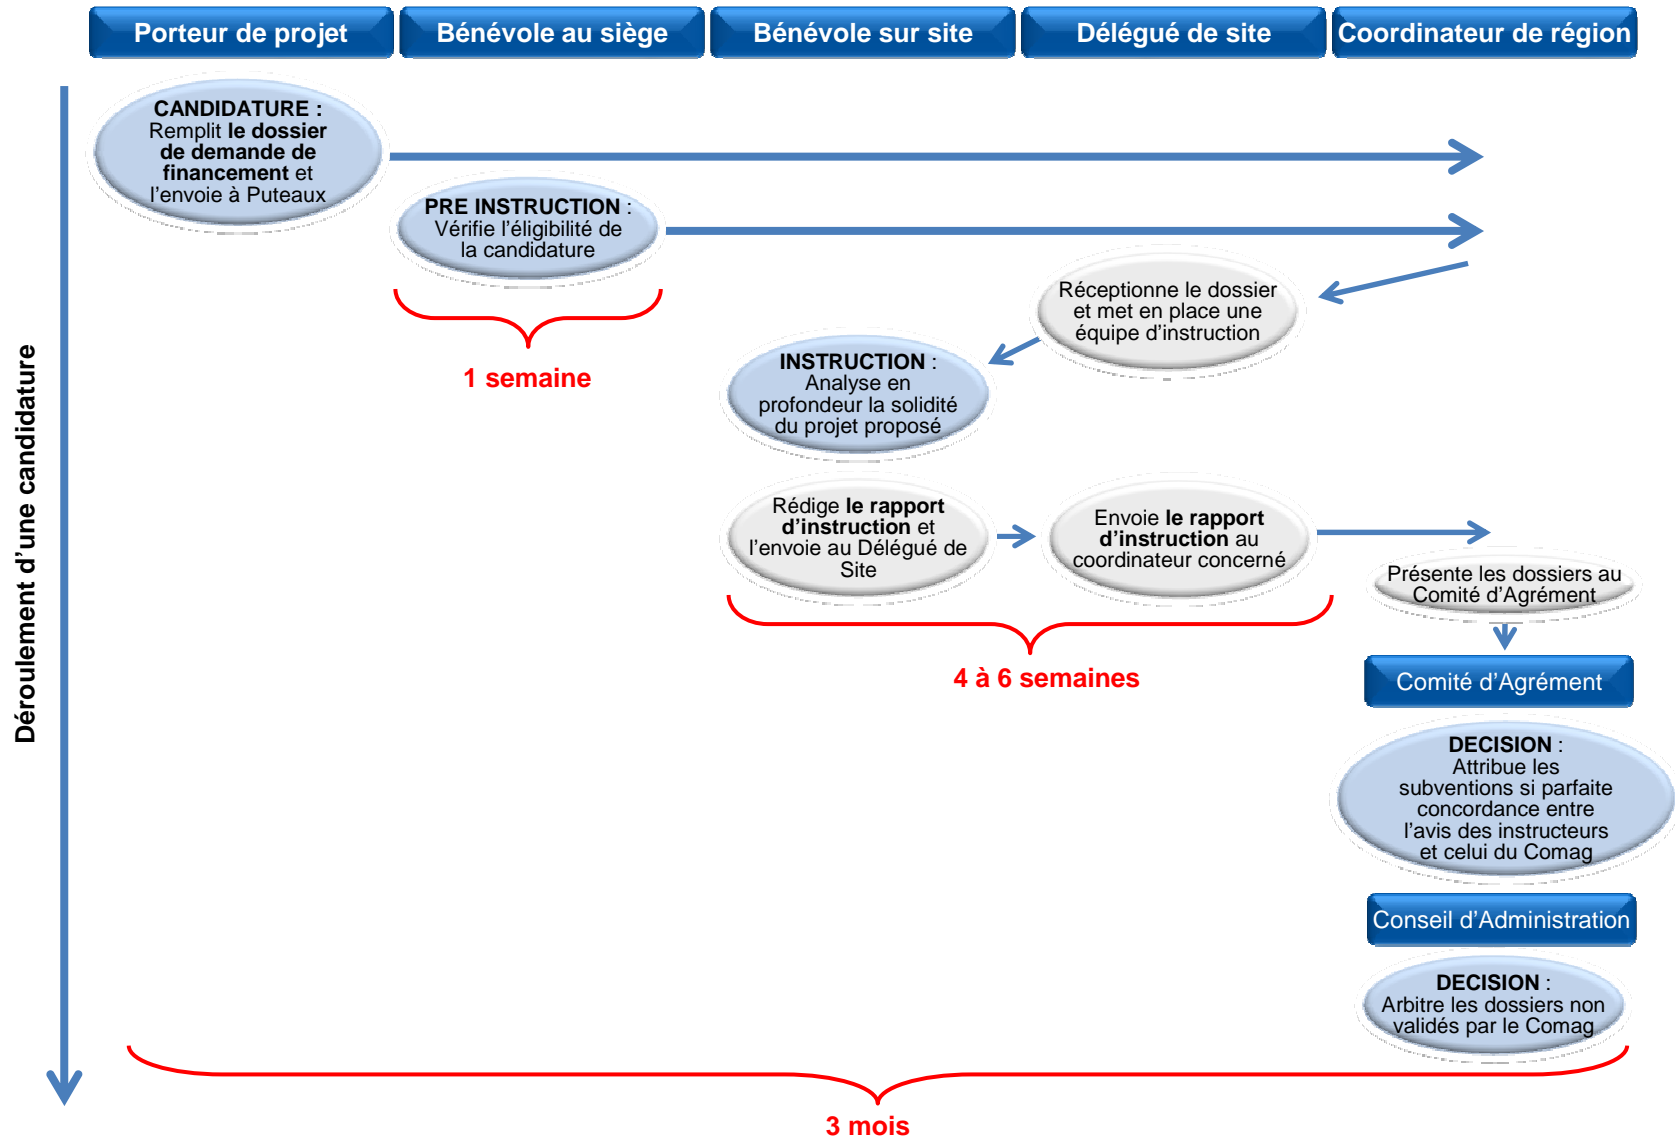 Porteur de projet
Bénévole au siège
Bénévole sur site
Délégué de site
Coordinateur de région
Déroulement d'une candidature
CANDIDATURE :
Remplit le dossier
de demande de
financement et
l'envoie à Puteaux
PRE INSTRUCTION :
Vérifie l'éligibilité de
la candidature
1 semaine
Réceptionne le dossier
et met en place une
équipe d'instruction
INSTRUCTION :
Analyse en
profondeur la solidité
du projet proposé
Rédige le rapport
d'instruction et
l'envoie au Délégué de
Site
Envoie le rapport
d'instruction au
coordinateur concerné
4 à 6 semaines
Présente les dossiers au
Comité d'Agrément
Comité d'Agrément
DECISION :
Attribue les
subventions si parfaite
concordance entre
l'avis des instructeurs
et celui du Comag
Conseil d'Administration
DECISION :
Arbitre les dossiers non
validés par le Comag
3 mois